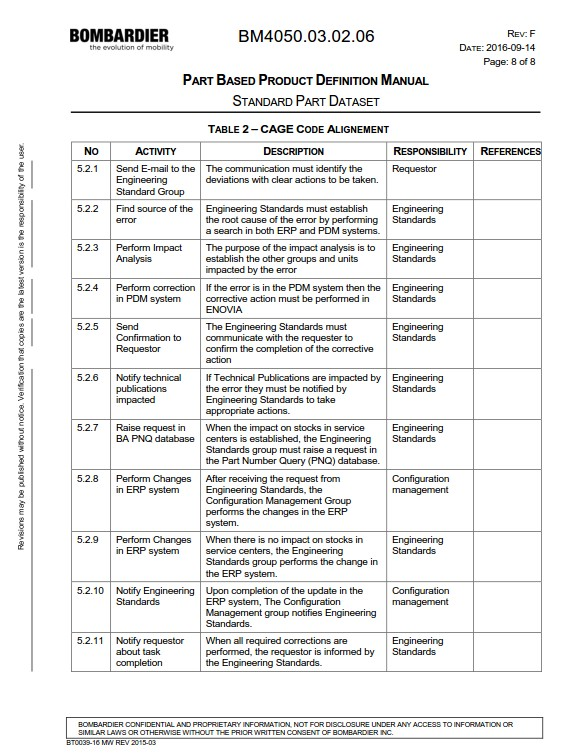 BOMBARDIER
the evolution of mobility
BM4050.03.02.06
REV: F
DATE: 2016-09-14
Page: 8 of 8
PART BASED PRODUCT DEFINITION MANUAL
STANDARD PART DATASET
TABLE 2 – CAGE CODE ALIGNEMENT
NO ACTIVITY DESCRIPTION RESPONSIBILITY REFERENCES
5.2.1 Send E-mail to the The communication must identify the Requestor
Engineering deviations with clear actions to be taken.
Standard Group
5.2.2 Find source of the Engineering Standards must establish Engineering
error the root cause of the error by performing Standards
a search in both ERP and PDM systems.
5.2.3 Perform Impact The purpose of the impact analysis is to Engineering
Analysis establish the other groups and units Standards
impacted by the error
5.2.4 Perform correction If the error is in the PDM system then the Engineering
in PDM system corrective action must be performed in Standards
ENOVIA
5.2.5 Send The Engineering Standards must Engineering
Confirmation to communicate with the requester to Standards
Requestor confirm the completion of the corrective
action
5.2.6 Notify technical If Technical Publications are impacted by Engineering
publications the error they must be notified by Standards
impacted Engineering Standards to take
appropriate actions.
5.2.7 Raise request in When the impact on stocks in service Engineering
BA PNQ database centers is established, the Engineering Standards
Standards group must raise a request in
the Part Number Query (PNQ) database.
5.2.8 Perform Changes After receiving the request from Configuration
in ERP system Engineering Standards, the management
Configuration Management Group
performs the changes in the ERP
system.
5.2.9 Perform Changes When there is no impact on stocks in Engineering
in ERP system service centers, the Engineering Standards
Standards group performs the change in
the ERP system.
5.2.10 Notify Engineering Upon completion of the update in the Configuration
Standards ERP system, The Configuration management
Management group notifies Engineering
Standards.
5.2.11 Notify requestor When all required corrections are Engineering
about task performed, the requestor is informed by Standards
completion the Engineering Standards.
Revisions may be published without notice. Verification that copies are the latest version is the responsibility of the user.
BOMBARDIER CONFIDENTIAL AND PROPRIETARY INFORMATION, NOT FOR DISCLOSURE UNDER ANY ACCESS TO INFORMATION OR
SIMILAR LAWS OR OTHERWISE WITHOUT THE PRIOR WRITTEN CONSENT OF BOMBARDIER INC.
BT0039-16 MW REV 2015-03